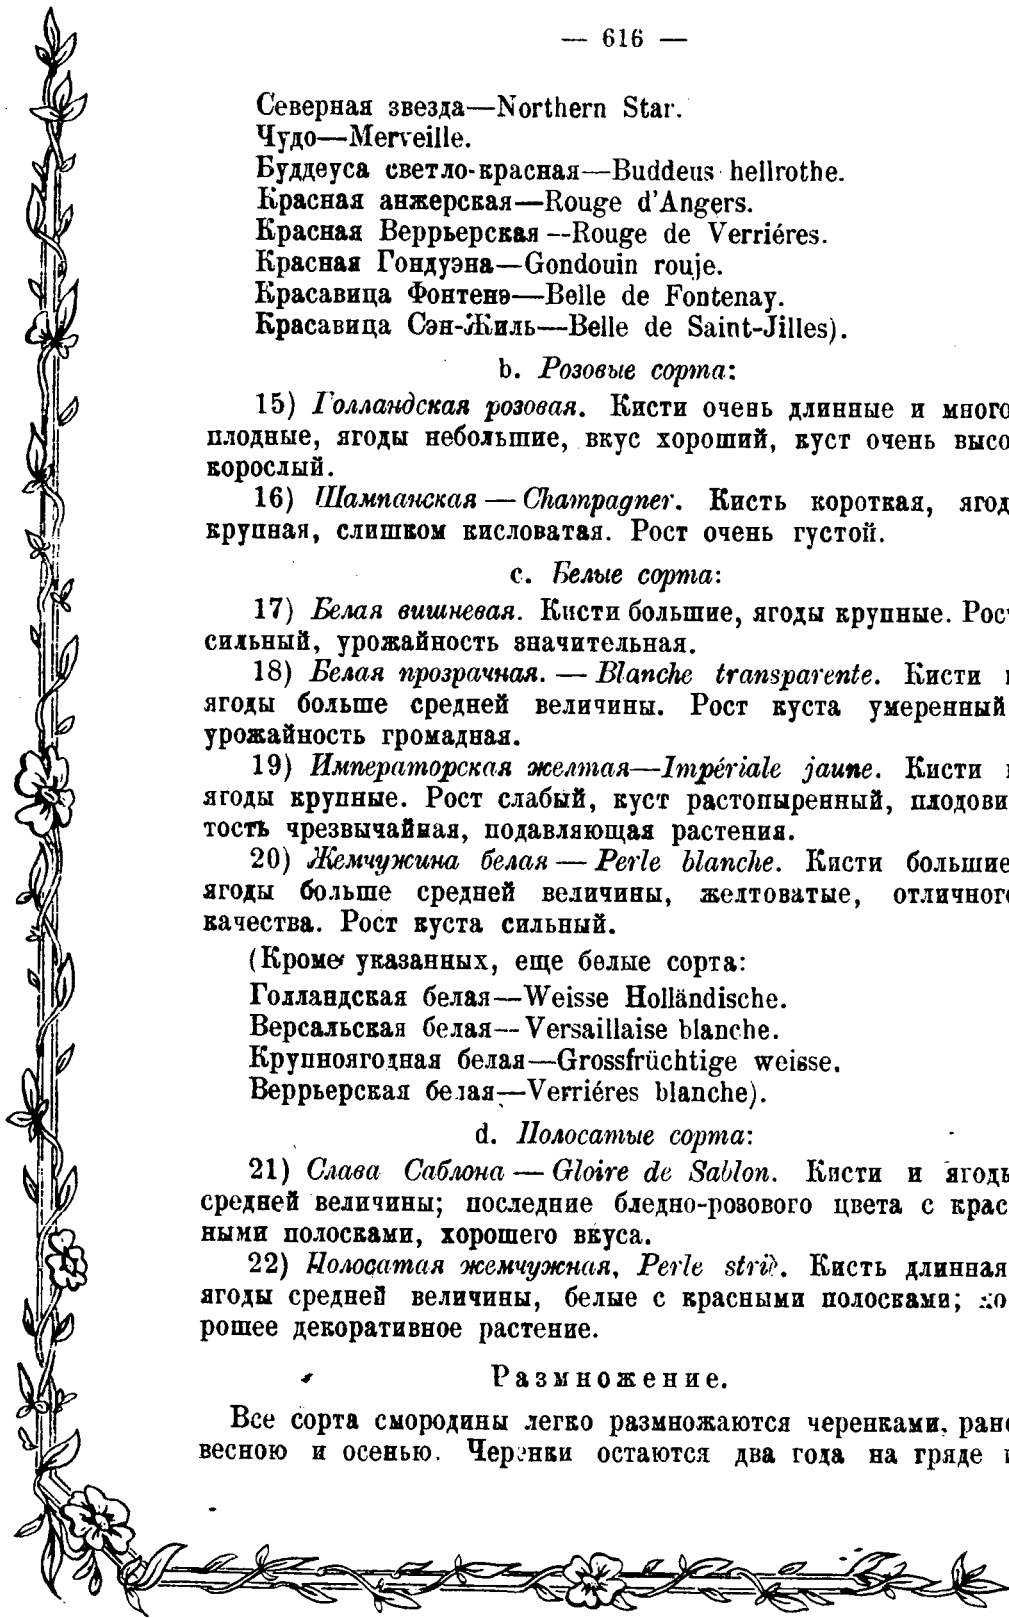 — 616 —
Северная звезда—Northern Star.
Чудо—Merveille.
Буддеуса светло-красная—Buddeus hellrothe.
Красная анжерская—Rouge d'Angers.
Красная Веррьерская—Rouge de Verriéres.
Красная Гондуэна—Gondouin rouje.
Красавица Фонтенэ—Belle de Fontenay.
Красавица Сэн-Жиль—Belle de Saint-Jilles).
b. Розовые сорта:
15) Голландская розовая. Кисти очень длинные и много
плодные, ягоды небольшие, вкус хороший, куст очень высо
корослый.
16) Шампанская — Champagner. Кисть короткая, ягод
крупная, слишком кисловатая. Рост очень густой.
c. Белые сорта:
17) Белая вишневая. Кисти большие, ягоды крупные. Рос
сильный, урожайность значительная.
18) Белая прозрачная. — Blanche transparente. Кисти
ягоды больше средней величины. Рост куста умеренный
урожайность громадная.
19) Императорская желтая—Impériale jaune. Кисти
ягоды крупные. Рост слабый, куст растопыренный, плодови
тость чрезвычайная, подавляющая растения.
20) Жемчужина белая — Perle blanche. Кисти большие
ягоды больше средней величины, желтоватые, отличног
качества. Рост куста сильный.
(Кроме указанных, еще белые сорта:
Голландская белая—Weisse Holländische.
Версальская белая—Versaillaise blanche.
Крупноягодная белая—Grossfrüchtige weisse.
Веррьерская белая—Verriéres blanche).
d. Полосатые сорта:
21) Слава Саблона — Gloire de Sablon. Кисти и ягоды
средней величины; последние бледно-розового цвета с крас
ными полосками, хорошего вкуса.
22) Полосатая жемчужная, Perle strié. Кисть длинная
ягоды средней величины, белые с красными полосками; хо
рошее декоративное растение.
Размножение.
Все сорта смородины легко размножаются черенками, ран
весною и осенью. Черенки остаются два года на гряде